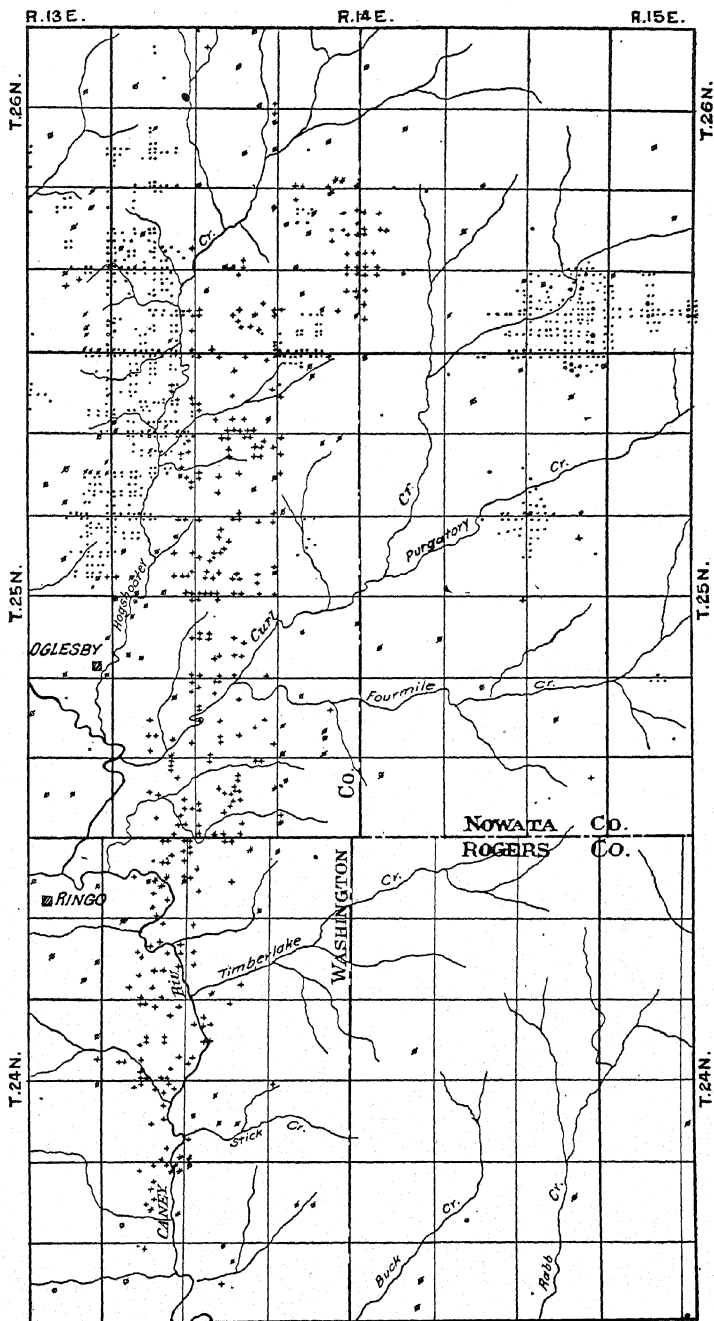 R.13E. R.14E. R.15E.
T.26N. T.26N.
Cr.
Cr.
Cr.
Purgatory
Hogshooter
T.25N. T.25N.
Curl
OGLESBY
Fourmile Cr.
Co.
NOWATA Co.
ROGERS Co.
RINGO
Cr.
WASHINGTON
Timberlake
Riv.
T.24N. T.24N.
Stick Cr.
CANEY
Cr. Cr.
Buck Rabb